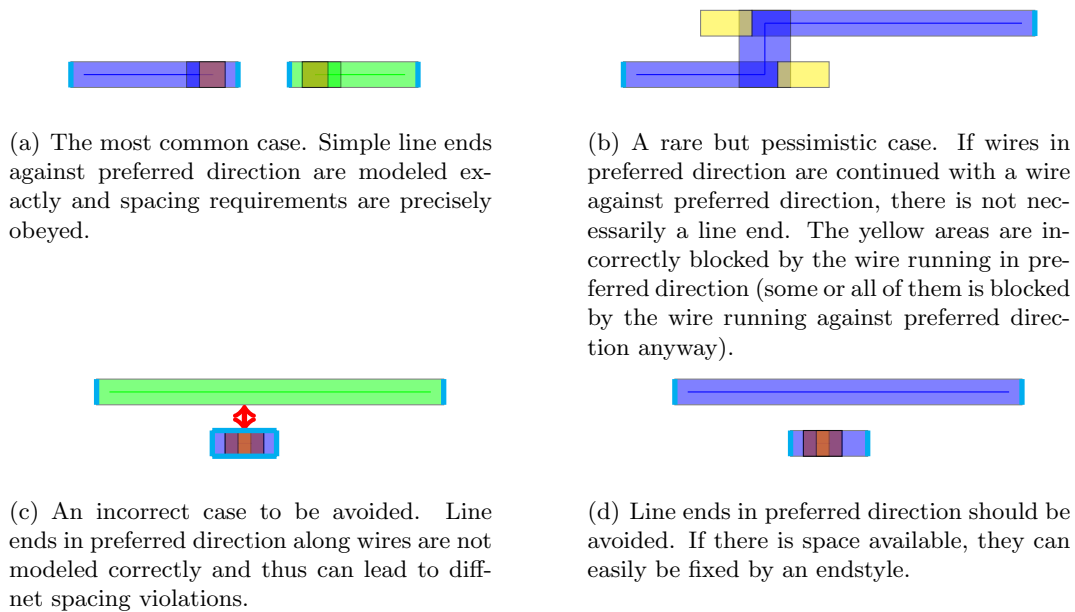 (a) The most common case. Simple line ends
against preferred direction are modeled ex-
actly and spacing requirements are precisely
obeyed.
(b) A rare but pessimistic case. If wires in
preferred direction are continued with a wire
against preferred direction, there is not nec-
essarily a line end. The yellow areas are in-
correctly blocked by the wire running in pre-
ferred direction (some or all of them is blocked
by the wire running against preferred direc-
tion anyway).
(c) An incorrect case to be avoided. Line
ends in preferred direction along wires are not
modeled correctly and thus can lead to diff-
net spacing violations.
(d) Line ends in preferred direction should be
avoided. If there is space available, they can
easily be fixed by an endstyle.